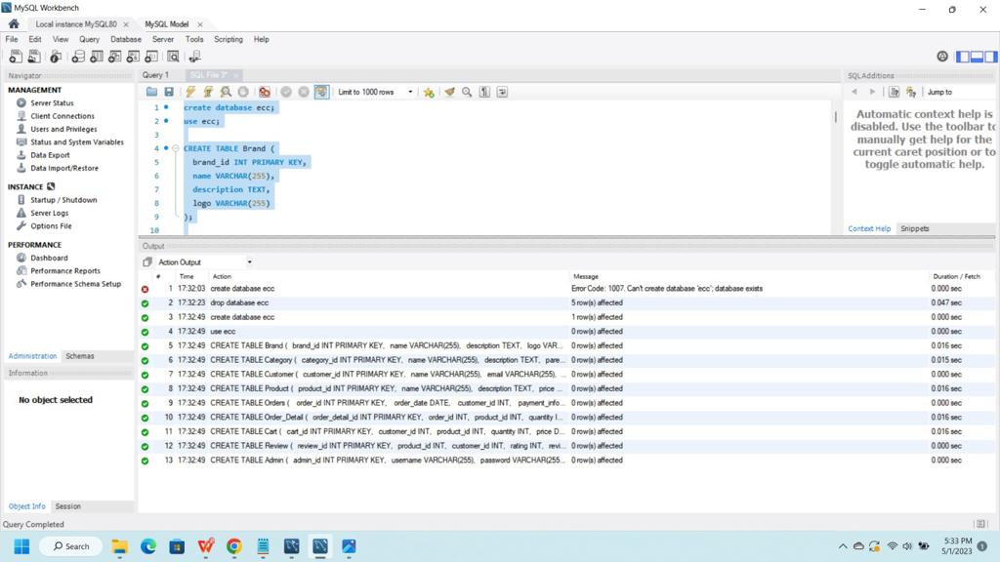 MySQL Workbench
Local instance MySQL80 × MySQL Model ×
File Edit View Query Database Server Tools Scripting Help
Navigator
MANAGEMENT
Server Status
Client Connections
Users and Privileges
Status and System Variables
Data Export
Data Import/Restore
INSTANCE
Startup / Shutdown
Server Logs
Options File
PERFORMANCE
Dashboard
Performance Reports
Performance Schema Setup
Administration Schemas
Information
No object selected
Object Info Session
Query Completed
Query 1 SQL File 3* ×
Limit to 1000 rows
1 create database ecc;
2 use ecc;
3
4 CREATE TABLE Brand (
5 brand_id INT PRIMARY KEY,
6 name VARCHAR(255),
7 description TEXT,
8 logo VARCHAR(255)
9 );
10
SQLAdditions
Jump to
Automatic context help is
disabled. Use the toolbar to
manually get help for the
current caret position or to
toggle automatic help.
Context Help Snippets
Output
Action Output
# Time Action Message Duration / Fetch
1 17:32:03 create database ecc Error Code: 1007. Can't create database 'ecc'; database exists 0.000 sec
2 17:32:23 drop database ecc 5 row(s) affected 0.047 sec
3 17:32:49 create database ecc 1 row(s) affected 0.000 sec
4 17:32:49 use ecc 0 row(s) affected 0.000 sec
5 17:32:49 CREATE TABLE Brand ( brand_id INT PRIMARY KEY, name VARCHAR(255), description TEXT, logo VAR... 0 row(s) affected 0.016 sec
6 17:32:49 CREATE TABLE Category ( category_id INT PRIMARY KEY, name VARCHAR(255), description TEXT, pare... 0 row(s) affected 0.015 sec
7 17:32:49 CREATE TABLE Customer ( customer_id INT PRIMARY KEY, name VARCHAR(255), email VARCHAR(255), ... 0 row(s) affected 0.000 sec
8 17:32:49 CREATE TABLE Product ( product_id INT PRIMARY KEY, name VARCHAR(255), description TEXT, price ... 0 row(s) affected 0.016 sec
9 17:32:49 CREATE TABLE Orders ( order_id INT PRIMARY KEY, order_date DATE, customer_id INT, payment_info... 0 row(s) affected 0.000 sec
10 17:32:49 CREATE TABLE Order_Detail ( order_detail_id INT PRIMARY KEY, order_id INT, product_id INT, quantity I... 0 row(s) affected 0.016 sec
11 17:32:49 CREATE TABLE Cart ( cart_id INT PRIMARY KEY, customer_id INT, product_id INT, quantity INT, price D... 0 row(s) affected 0.016 sec
12 17:32:49 CREATE TABLE Review ( review_id INT PRIMARY KEY, product_id INT, customer_id INT, rating INT, revi... 0 row(s) affected 0.000 sec
13 17:32:49 CREATE TABLE Admin ( admin_id INT PRIMARY KEY, username VARCHAR(255), password VARCHAR(255... 0 row(s) affected 0.000 sec
Search
5:33 PM
5/1/2023
1